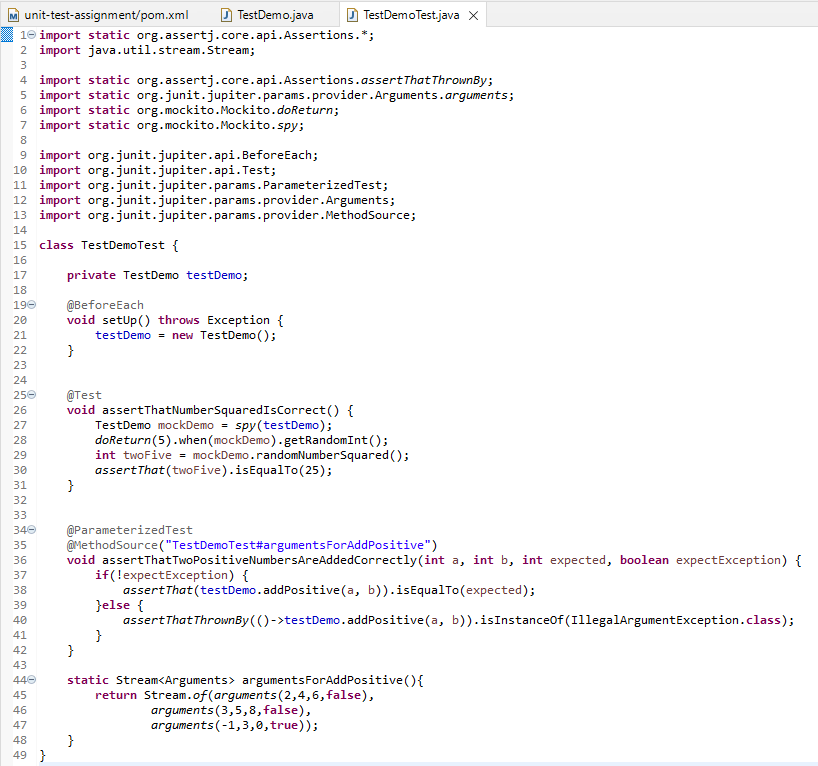 unit-test-assignment/pom.xml TestDemo.java TestDemoTest.java
1 import static org.assertj.core.api.Assertions.*;
2 import java.util.stream.Stream;
3
4 import static org.assertj.core.api.Assertions.assertThatThrownBy;
5 import static org.junit.jupiter.params.provider.Arguments.arguments;
6 import static org.mockito.Mockito.doReturn;
7 import static org.mockito.Mockito.spy;
8
9 import org.junit.jupiter.api.BeforeEach;
10 import org.junit.jupiter.api.Test;
11 import org.junit.jupiter.params.ParameterizedTest;
12 import org.junit.jupiter.params.provider.Arguments;
13 import org.junit.jupiter.params.provider.MethodSource;
14
15 class TestDemoTest {
16
17     private TestDemo testDemo;
18
19     @BeforeEach
20     void setUp() throws Exception {
21         testDemo = new TestDemo();
22     }
23
24
25     @Test
26     void assertThatNumberSquaredIsCorrect() {
27         TestDemo mockDemo = spy(testDemo);
28         doReturn(5).when(mockDemo).getRandomInt();
29         int twoFive = mockDemo.randomNumberSquared();
30         assertThat(twoFive).isEqualTo(25);
31     }
32
33
34     @ParameterizedTest
35     @MethodSource("TestDemoTest#argumentsForAddPositive")
36     void assertThatTwoPositiveNumbersAreAddedCorrectly(int a, int b, int expected, boolean expectException) {
37         if(!expectException) {
38             assertThat(testDemo.addPositive(a, b)).isEqualTo(expected);
39         }else {
40             assertThatThrownBy(()->testDemo.addPositive(a, b)).isInstanceOf(IllegalArgumentException.class);
41         }
42     }
43
44     static Stream<Arguments> argumentsForAddPositive(){
45         return Stream.of(arguments(2,4,6,false),
46                 arguments(3,5,8,false),
47                 arguments(-1,3,0,true));
48     }
49 }